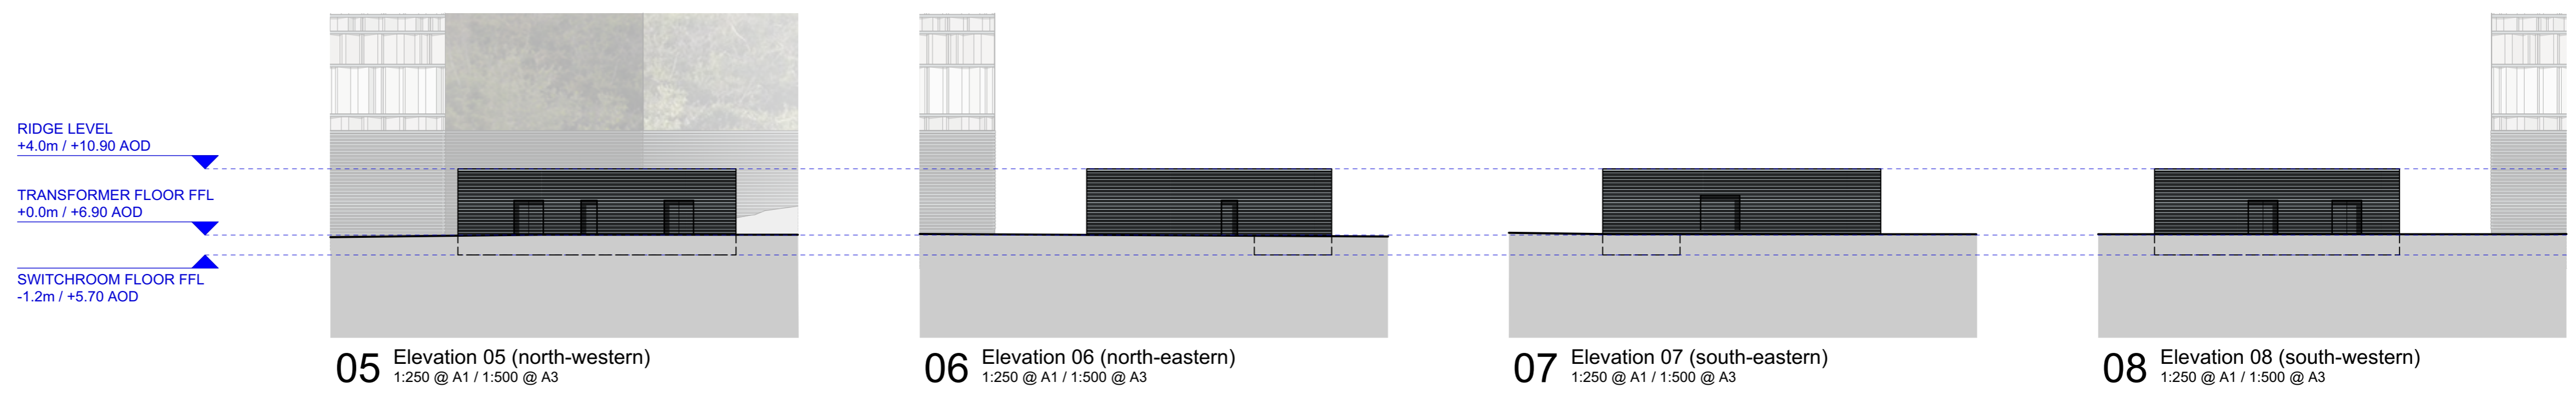 RIDGE LEVEL
+4.0m / +10.90 AOD
TRANSFORMER FLOOR FFL
+0.0m / +6.90 AOD
SWITCHROOM FLOOR FFL
-1.2m / +5.70 AOD
05 Elevation 05 (north-western)
1:250 @ A1 / 1:500 @ A3
06 Elevation 06 (north-eastern)
1:250 @ A1 / 1:500 @ A3
07 Elevation 07 (south-eastern)
1:250 @ A1 / 1:500 @ A3
08 Elevation 08 (south-western)
1:250 @ A1 / 1:500 @ A3